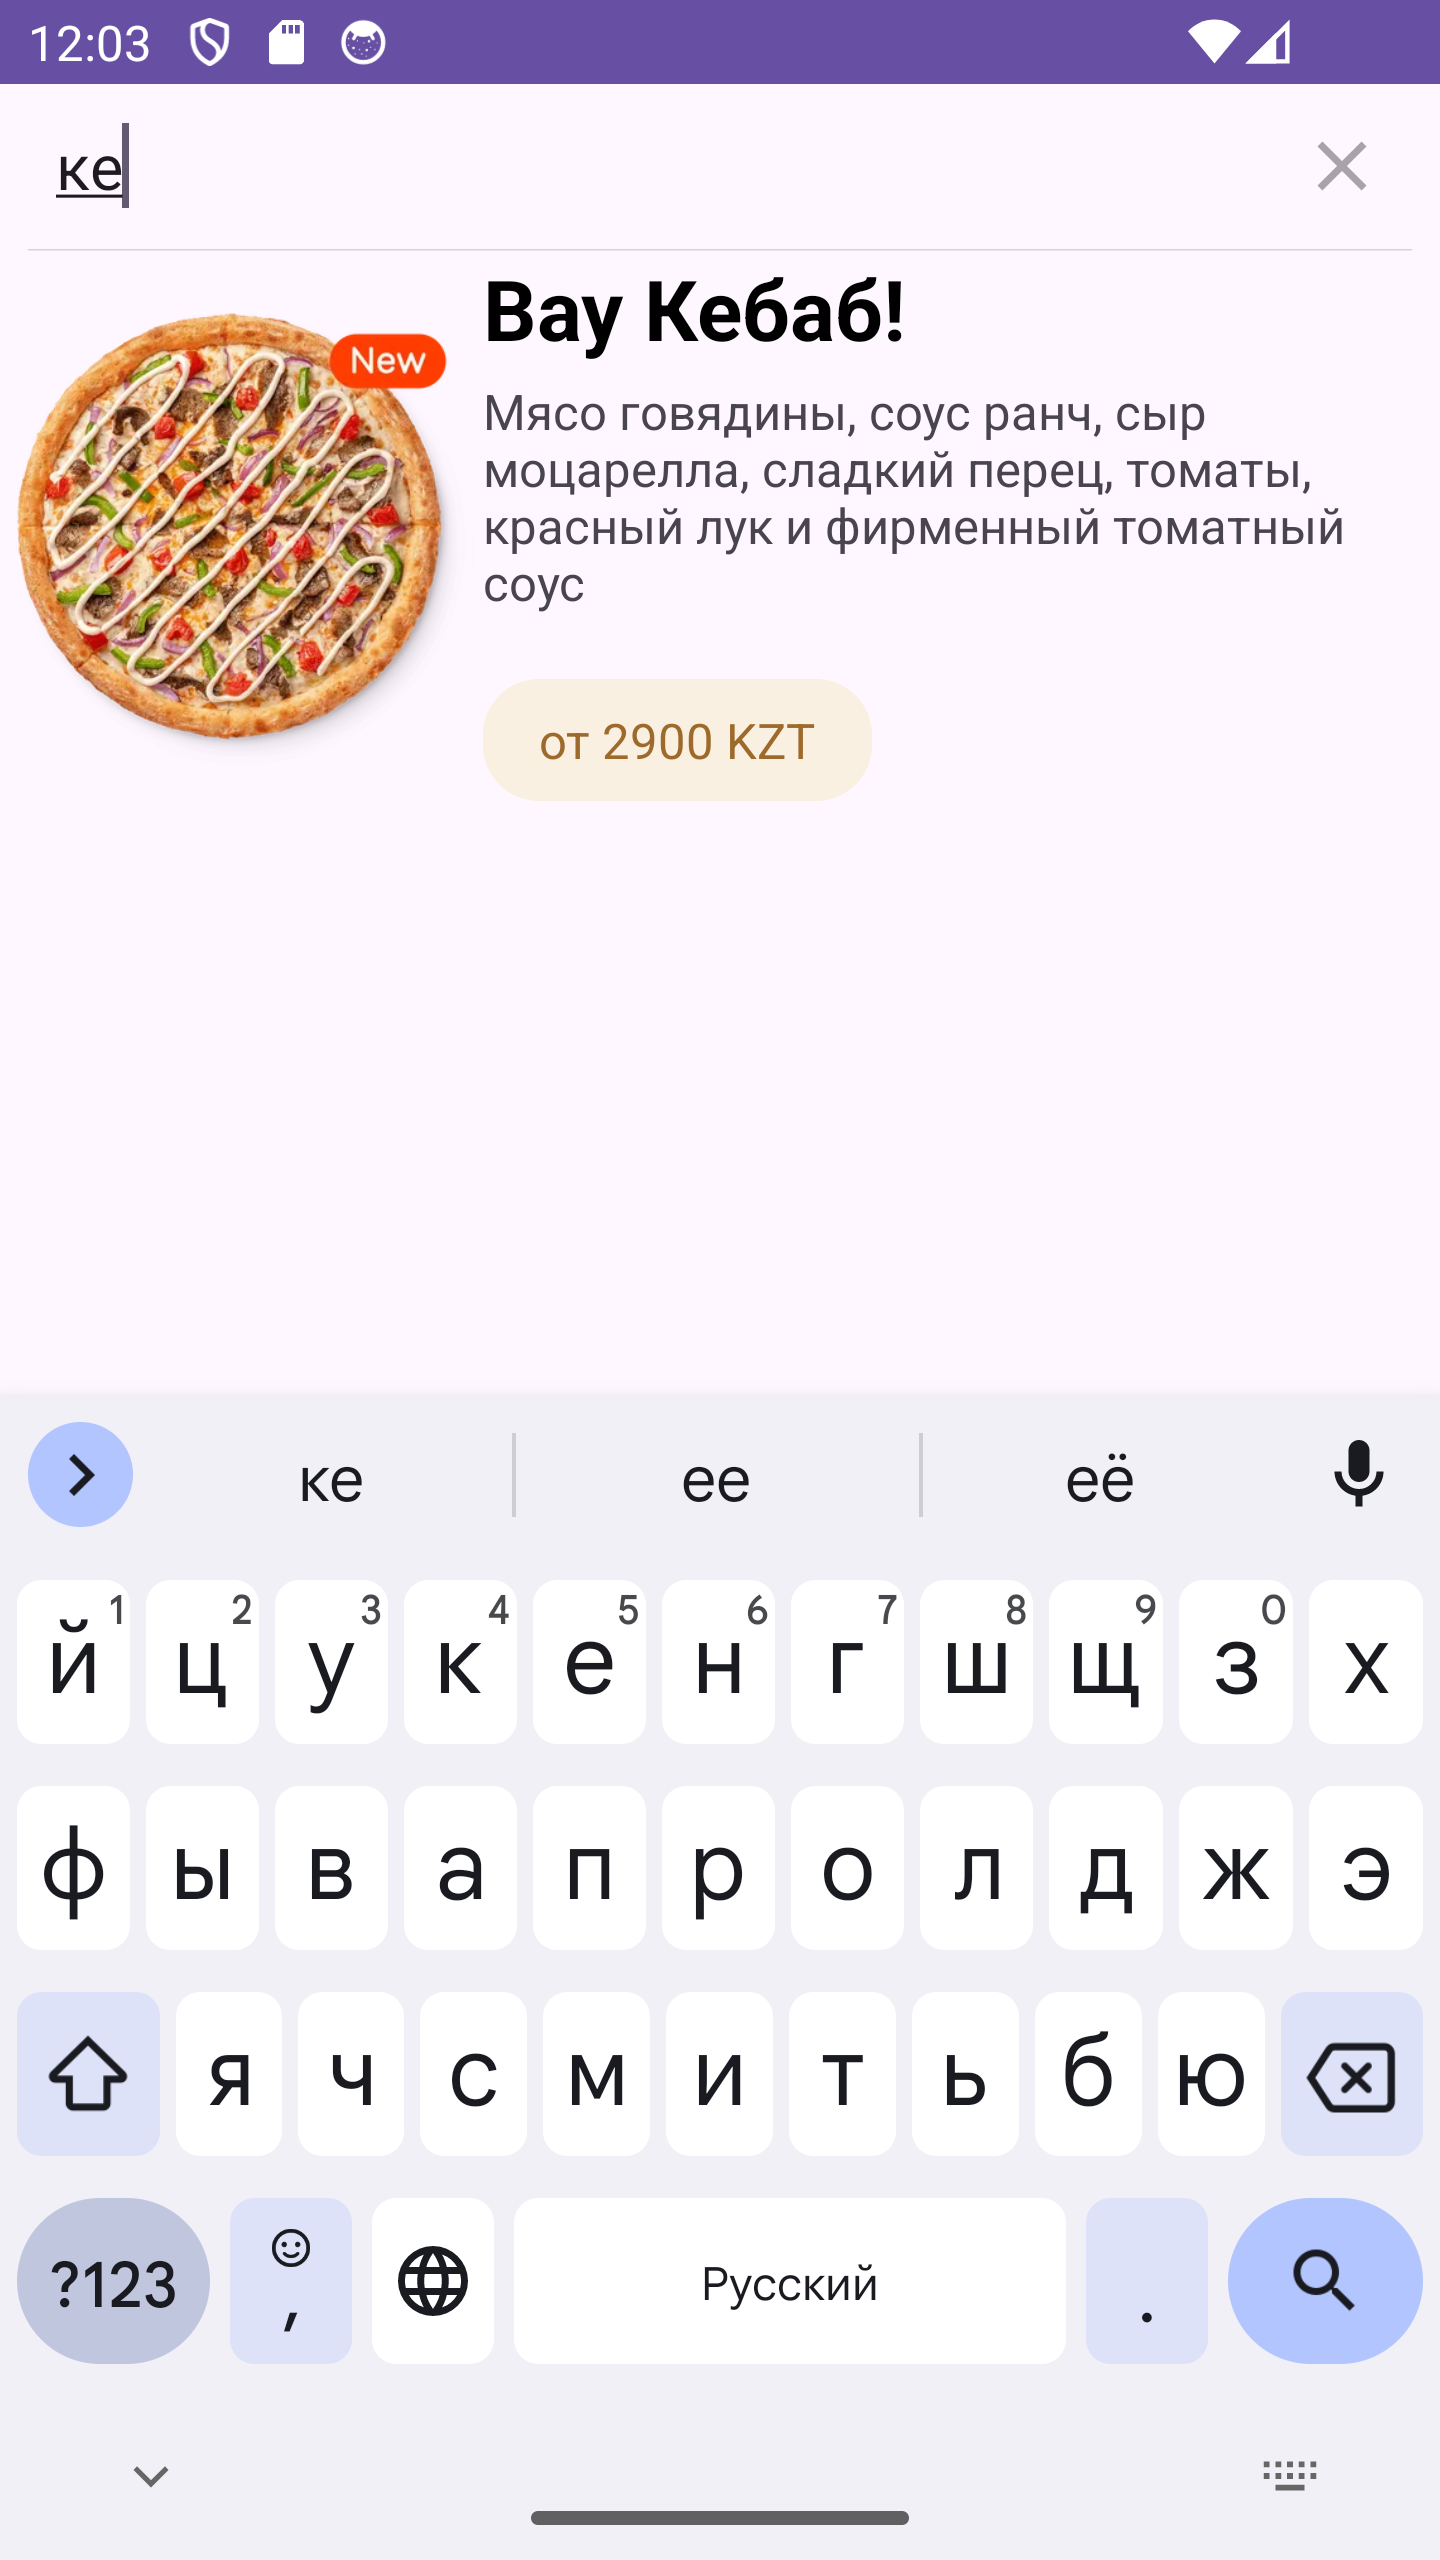 12:03
ке
New
Вау Кебаб!
Мясо говядины, соус ранч, сыр
моцарелла, сладкий перец, томаты,
красный лук и фирменный томатный
соус
от 2900 KZT
ке ее её
1 2 3 4 5 6 7 8 9 0
й ц у к е н г ш щ з х
ф ы в а п р о л д ж э
я ч с м и т ь б ю
?123 , Русский .